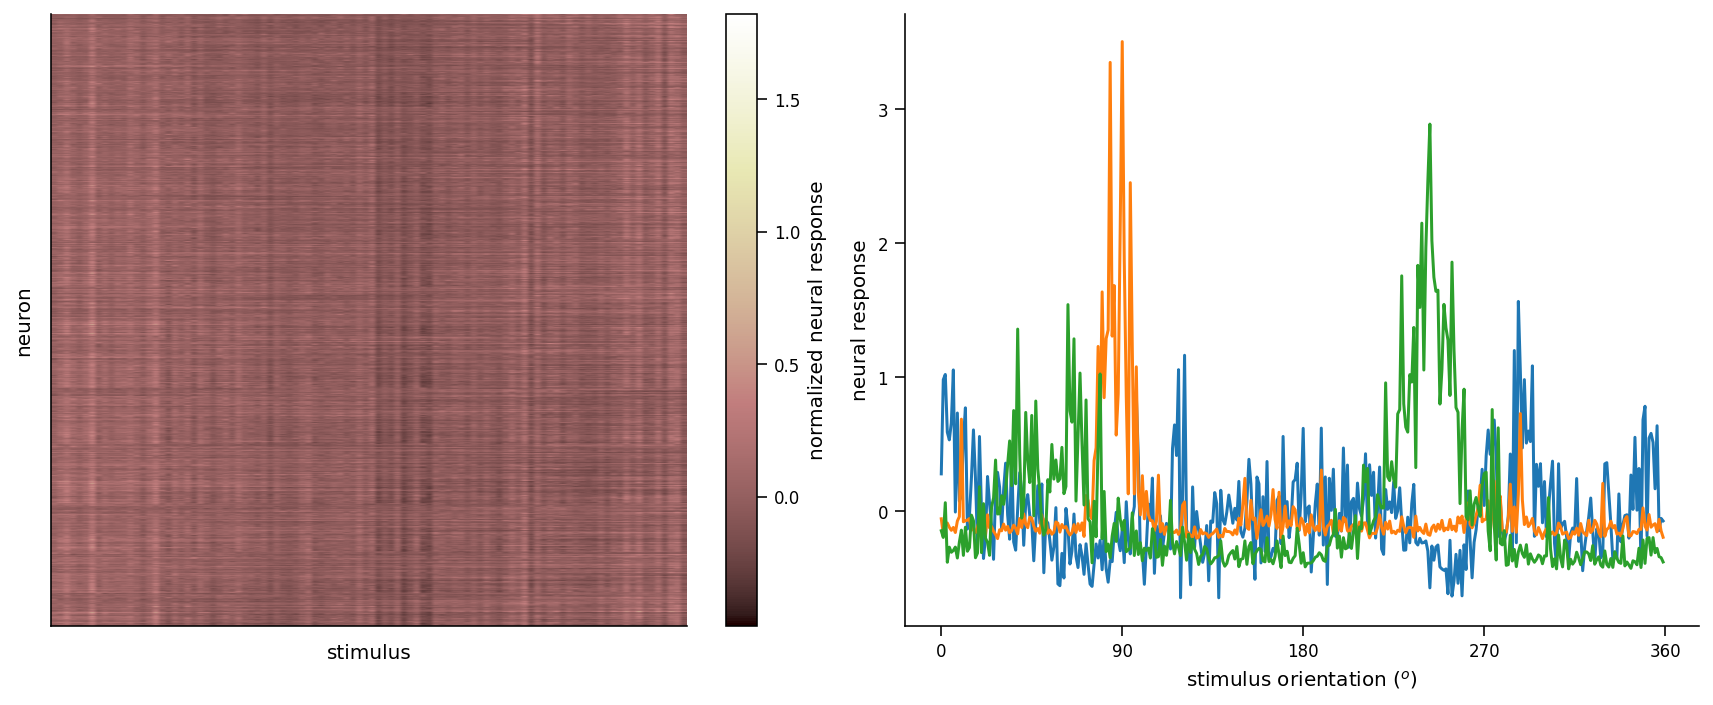 neuron
stimulus
1.5
1.0
0.5
0.0
normalized neural response
neural response
3
2
1
0
0 90 180 270 360
stimulus orientation (°)